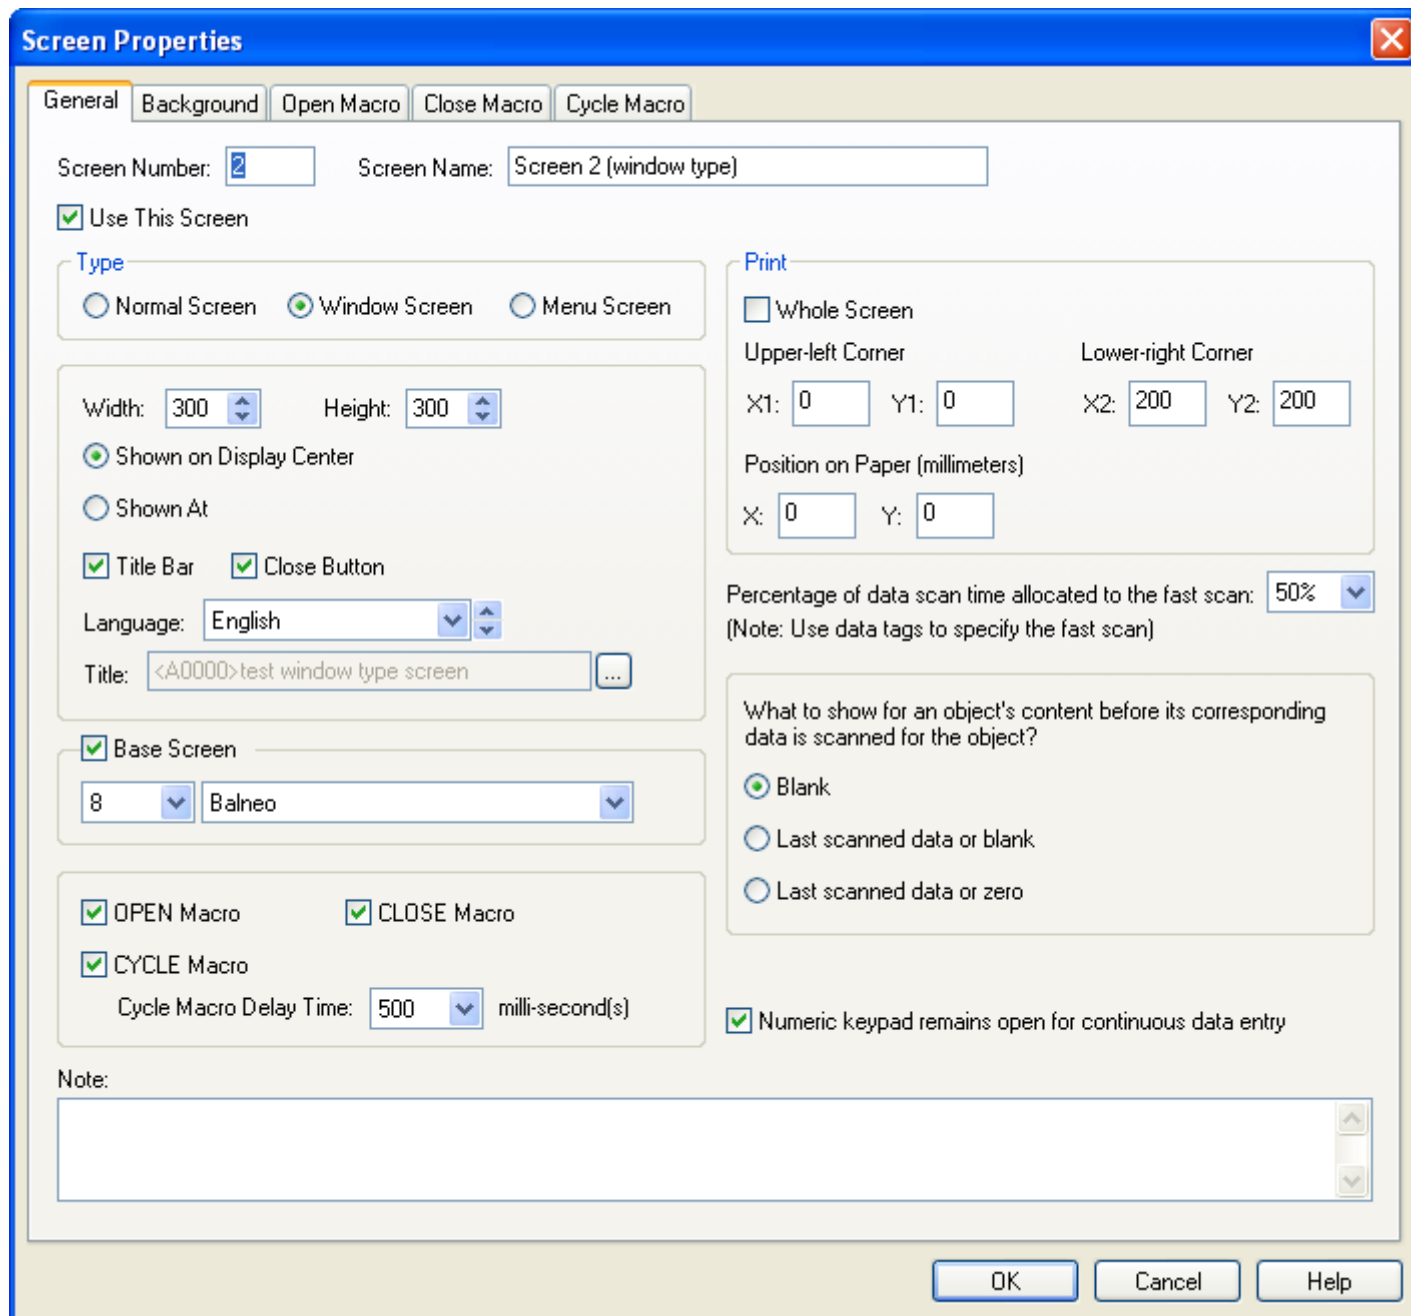 Screen Properties
General Background Open Macro Close Macro Cycle Macro
Screen Number: 2 Screen Name: Screen 2 (window type)
Use This Screen
Type
Normal Screen Window Screen Menu Screen
Width: 300 Height: 300
Shown on Display Center
Shown At
Title Bar Close Button
Language: English
Title: <A0000>test window type screen ...
Base Screen
8 Balneo
OPEN Macro CLOSE Macro
CYCLE Macro
Cycle Macro Delay Time: 500 milli-second(s)
Print
Whole Screen
Upper-left Corner Lower-right Corner
X1: 0 Y1: 0 X2: 200 Y2: 200
Position on Paper (millimeters)
X: 0 Y: 0
Percentage of data scan time allocated to the fast scan: 50%
(Note: Use data tags to specify the fast scan)
What to show for an object's content before its corresponding
data is scanned for the object?
Blank
Last scanned data or blank
Last scanned data or zero
Numeric keypad remains open for continuous data entry
Note:
OK Cancel Help